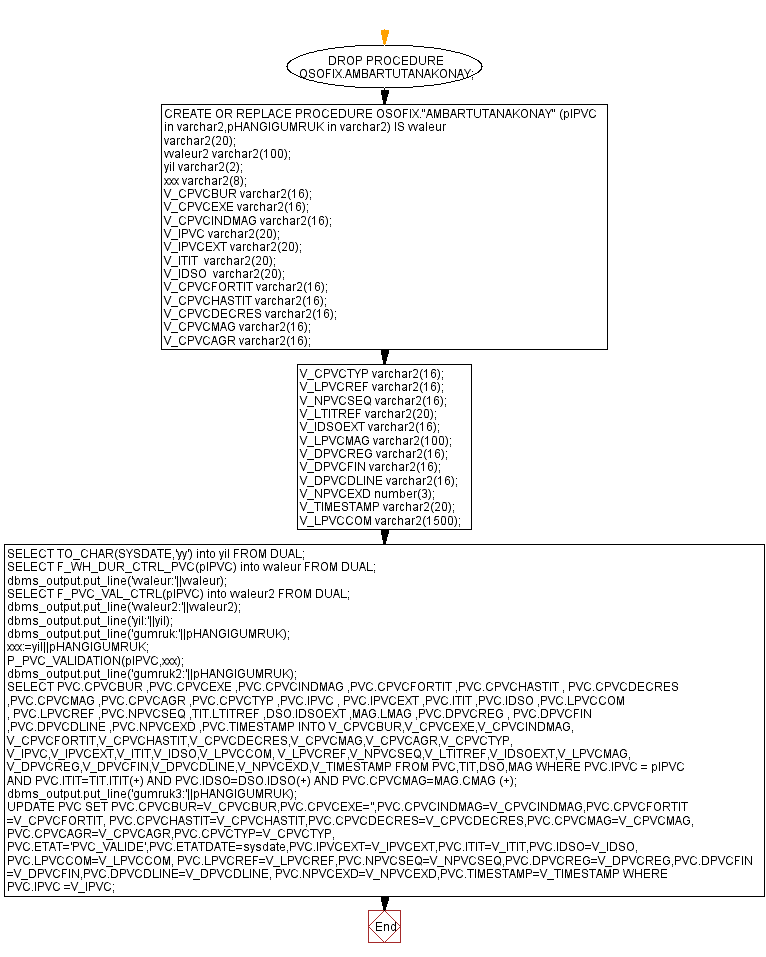 DROP PROCEDURE
OSOFIX.AMBARTUTANAKONAY;
CREATE OR REPLACE PROCEDURE OSOFIX."AMBARTUTANAKONAY" (pIPVC
in varchar2,pHANGIGUMRUK in varchar2) IS vvaleur
varchar2(20);
vvaleur2 varchar2(100);
yil varchar2(2);
xxx varchar2(8);
V_CPVCBUR varchar2(16);
V_CPVCEXE varchar2(16);
V_CPVCINDMAG varchar2(16);
V_IPVC varchar2(20);
V_IPVCEXT varchar2(20);
V_ITIT varchar2(20);
V_IDSO varchar2(20);
V_CPVCFORTIT varchar2(16);
V_CPVCHASTIT varchar2(16);
V_CPVCDECRES varchar2(16);
V_CPVCMAG varchar2(16);
V_CPVCAGR varchar2(16);
V_CPVCTYP varchar2(16);
V_LPVCREF varchar2(16);
V_NPVCSEQ varchar2(16);
V_LTITREF varchar2(20);
V_IDSOEXT varchar2(16);
V_LPVCMAG varchar2(100);
V_DPVCREG varchar2(16);
V_DPVCFIN varchar2(16);
V_DPVCDLINE varchar2(16);
V_NPVCEXD number(3);
V_TIMESTAMP varchar2(20);
V_LPVCCOM varchar2(1500);
SELECT TO_CHAR(SYSDATE,'yy') into yil FROM DUAL;
SELECT F_WH_DUR_CTRL_PVC(pIPVC) into vvaleur FROM DUAL;
dbms_output.put_line('vvaleur:'||vvaleur);
SELECT F_PVC_VAL_CTRL(pIPVC) into vvaleur2 FROM DUAL;
dbms_output.put_line('vvaleur2:'||vvaleur2);
dbms_output.put_line('yil:'||yil);
dbms_output.put_line('gumruk:'||pHANGIGUMRUK);
xxx:=yil||pHANGIGUMRUK;
P_PVC_VALIDATION(pIPVC,xxx);
dbms_output.put_line('gumruk2:'||pHANGIGUMRUK);
SELECT PVC.CPVCBUR ,PVC.CPVCEXE ,PVC.CPVCINDMAG ,PVC.CPVCFORTIT ,PVC.CPVCHASTIT , PVC.CPVCDECRES
,PVC.CPVCMAG ,PVC.CPVCAGR ,PVC.CPVCTYP ,PVC.IPVC , PVC.IPVCEXT ,PVC.ITIT ,PVC.IDSO ,PVC.LPVCCOM
, PVC.LPVCREF ,PVC.NPVCSEQ ,TIT.LTITREF ,DSO.IDSOEXT ,MAG.LMAG ,PVC.DPVCREG , PVC.DPVCFIN
,PVC.DPVCDLINE ,PVC.NPVCEXD ,PVC.TIMESTAMP INTO V_CPVCBUR,V_CPVCEXE,V_CPVCINDMAG,
V_CPVCFORTIT,V_CPVCHASTIT,V_CPVCDECRES,V_CPVCMAG,V_CPVCAGR,V_CPVCTYP,
V_IPVC,V_IPVCEXT,V_ITIT,V_IDSO,V_LPVCCOM, V_LPVCREF,V_NPVCSEQ,V_LTITREF,V_IDSOEXT,V_LPVCMAG,
V_DPVCREG,V_DPVCFIN,V_DPVCDLINE,V_NPVCEXD,V_TIMESTAMP FROM PVC,TIT,DSO,MAG WHERE PVC.IPVC = pIPVC
AND PVC.ITIT=TIT.ITIT(+) AND PVC.IDSO=DSO.IDSO(+) AND PVC.CPVCMAG=MAG.CMAG (+);
dbms_output.put_line('gumruk3:'||pHANGIGUMRUK);
UPDATE PVC SET PVC.CPVCBUR=V_CPVCBUR,PVC.CPVCEXE='',PVC.CPVCINDMAG=V_CPVCINDMAG,PVC.CPVCFORTIT
=V_CPVCFORTIT, PVC.CPVCHASTIT=V_CPVCHASTIT,PVC.CPVCDECRES=V_CPVCDECRES,PVC.CPVCMAG=V_CPVCMAG,
PVC.CPVCAGR=V_CPVCAGR,PVC.CPVCTYP=V_CPVCTYP,
PVC.ETAT='PVC_VALIDE',PVC.ETATDATE=sysdate,PVC.IPVCEXT=V_IPVCEXT,PVC.ITIT=V_ITIT,PVC.IDSO=V_IDSO,
PVC.LPVCCOM=V_LPVCCOM, PVC.LPVCREF=V_LPVCREF,PVC.NPVCSEQ=V_NPVCSEQ,PVC.DPVCREG=V_DPVCREG,PVC.DPVCFIN
=V_DPVCFIN,PVC.DPVCDLINE=V_DPVCDLINE, PVC.NPVCEXD=V_NPVCEXD,PVC.TIMESTAMP=V_TIMESTAMP WHERE
PVC.IPVC =V_IPVC;
End